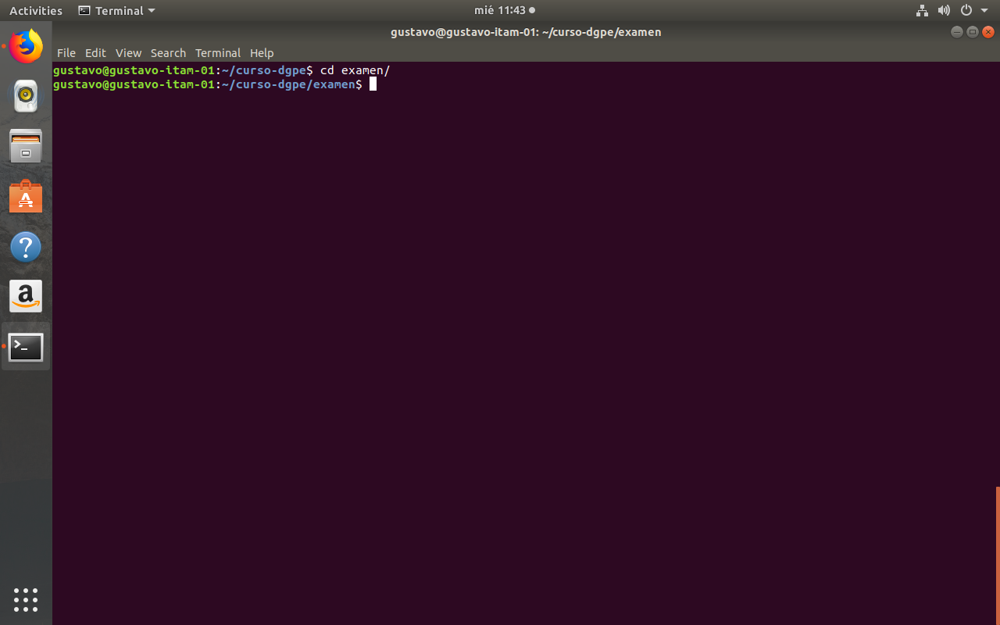 Activities Terminal mié 11:43
gustavo@gustavo-itam-01: ~/curso-dgpe/examen
File Edit View Search Terminal Help
gustavo@gustavo-itam-01:~/curso-dgpe$ cd examen/
gustavo@gustavo-itam-01:~/curso-dgpe/examen$